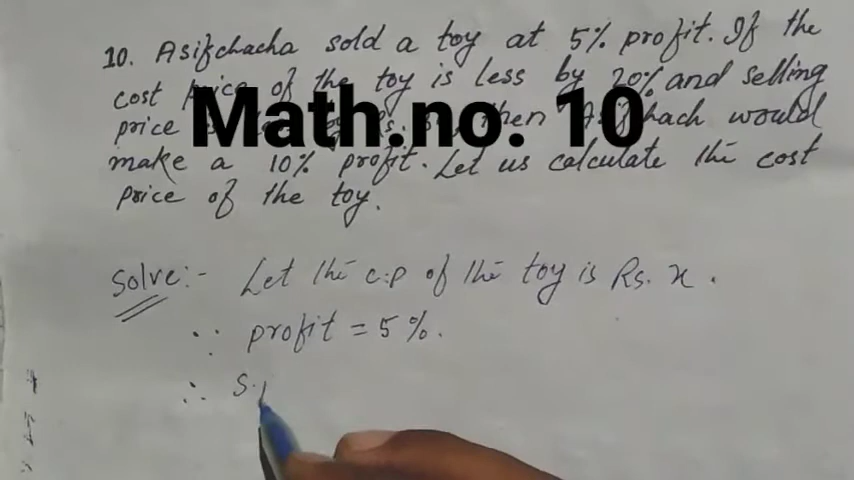 10. Asifchacha sold a toy at 5% profit. If the
cost price of the toy is less by 20% and selling
price then would
make a 10% profit. Let us calculate the cost
price of the toy.
Math.no. 10
Solve:- Let the c.p of the toy is Rs. x.
∵ profit = 5%.
∴ S.